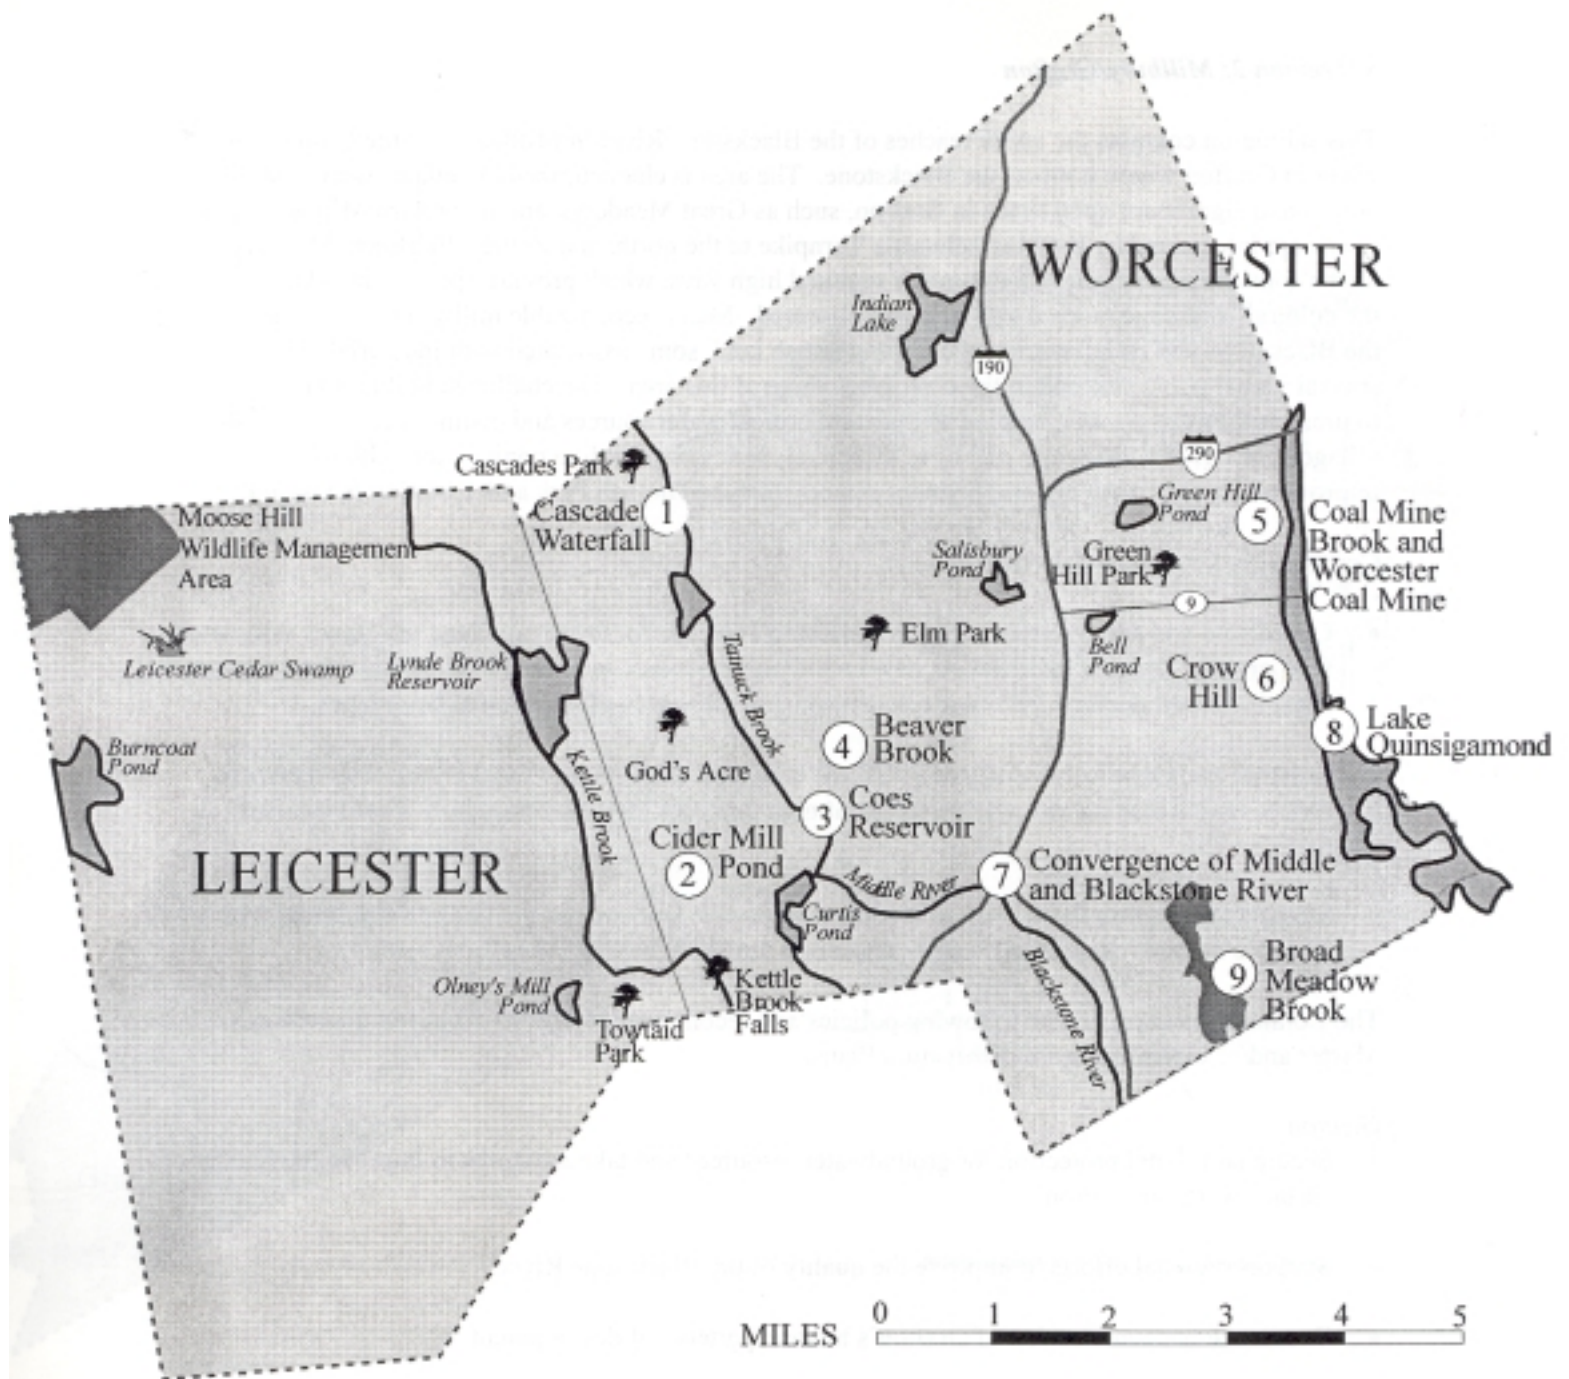 WORCESTER
Indian
Lake
190
290
Cascades Park
Cascade
Waterfall
1
Moose Hill
Wildlife Management
Area
Green Hill
Pond
5
Coal Mine
Brook and
Worcester
Coal Mine
Salisbury
Pond
Green
Hill Park
9
Elm Park
Bell
Pond
Leicester Cedar Swamp
Lynde Brook
Reservoir
Tatnuck Brook
Crow
Hill
6
8
Lake
Quinsigamond
4
Beaver
Brook
Burncoat
Pond
God's Acre
Kettle Brook
3
Coes
Reservoir
Cider Mill
Pond
2
LEICESTER
Middle River
7
Convergence of Middle
and Blackstone River
Curtis
Pond
Blackstone River
9
Broad
Meadow
Brook
Olney's Mill
Pond
Kettle
Brook
Falls
Towtaid
Park
0 1 2 3 4 5
MILES